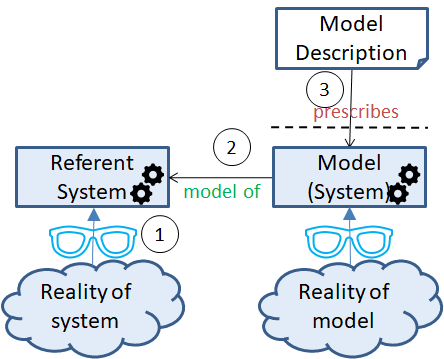 Model
Description
3
prescribes
2
Referent
System
model of
Model
(System)
1
Reality of
system
Reality of
model